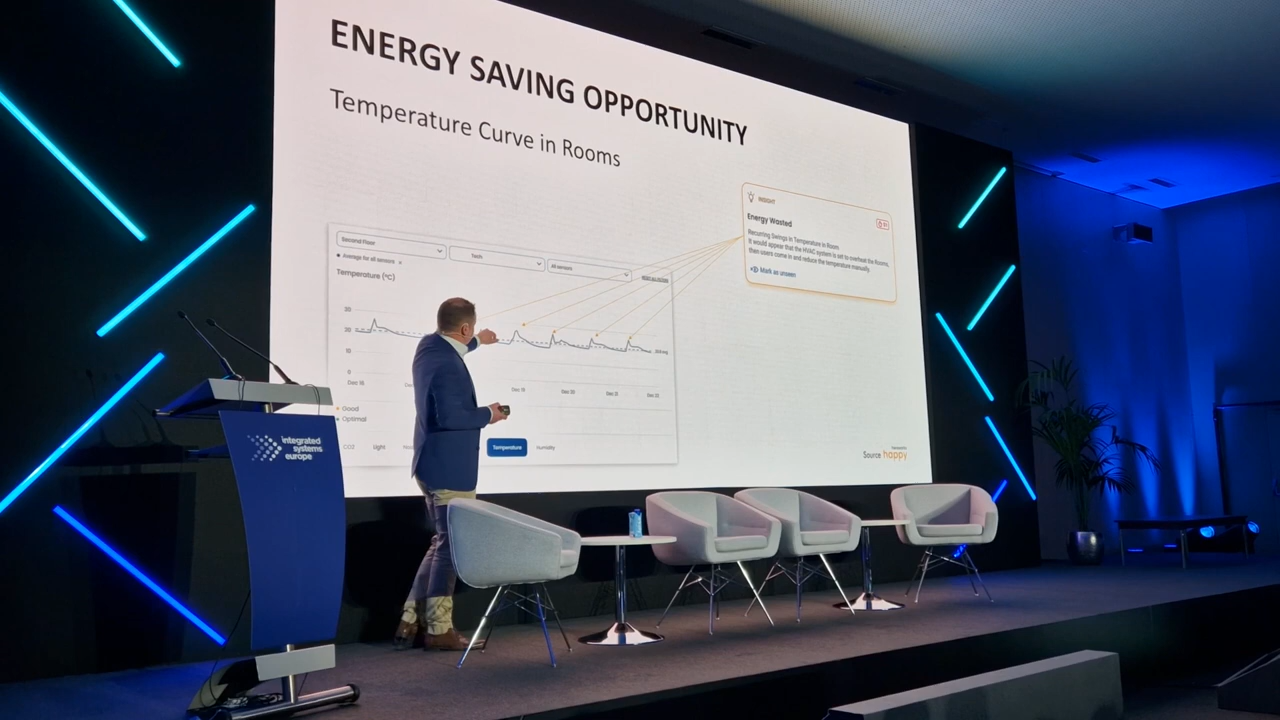 ENERGY SAVING OPPORTUNITY
Temperature Curve in Rooms
INSIGHT
Energy Wasted
Recurring Swings in Temperature in Room
It would appear that the HVAC system is set to overheat the Rooms,
then users come in and reduce the temperature manually.
Mark as unseen
Second Floor
Tech
All sensors
Average for all sensors
Temperature (°C)
30
20
10
0
Dec 18
Dec 20
Dec 21
Dec 22
Good
Optimal
Light
Temperature
Humidity
Source happy
integrated
systems
europe